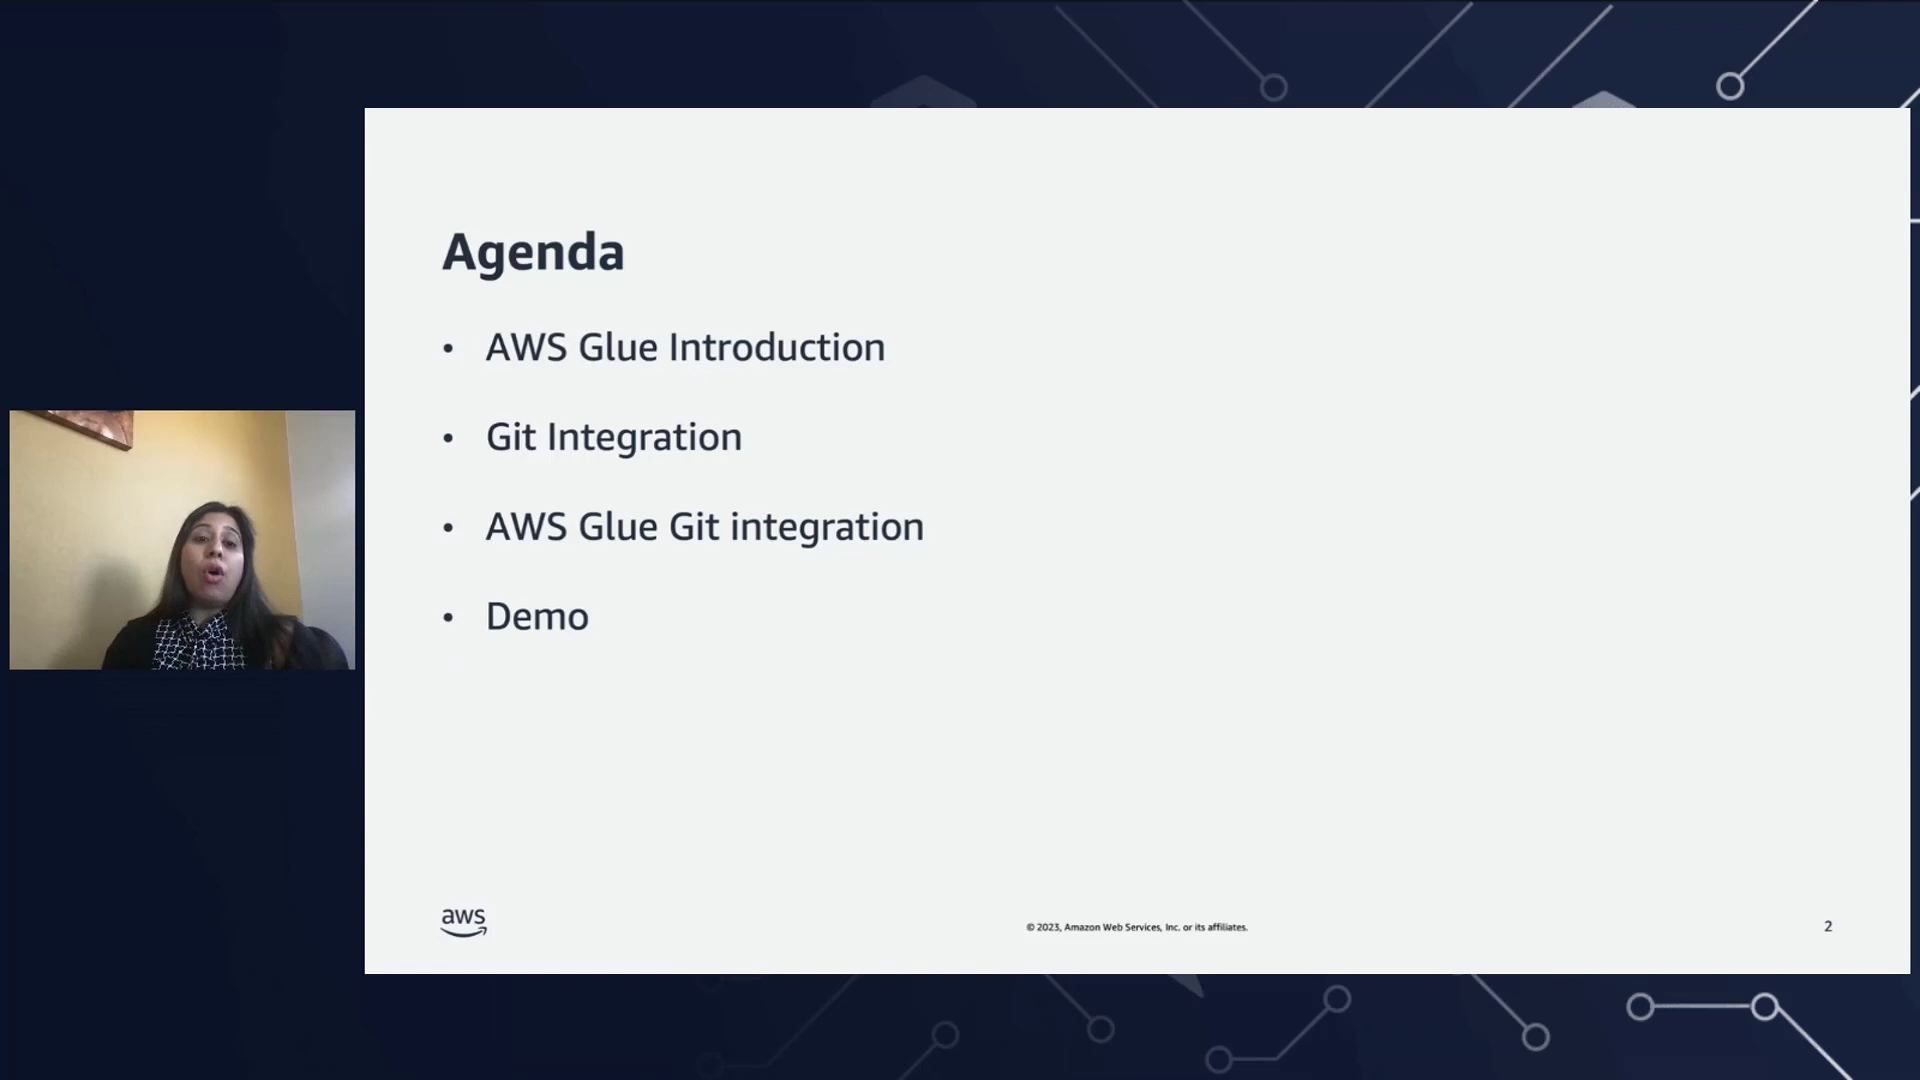 Agenda
• AWS Glue Introduction
• Git Integration
• AWS Glue Git integration
• Demo
aws
© 2023, Amazon Web Services, Inc. or its affiliates.
2